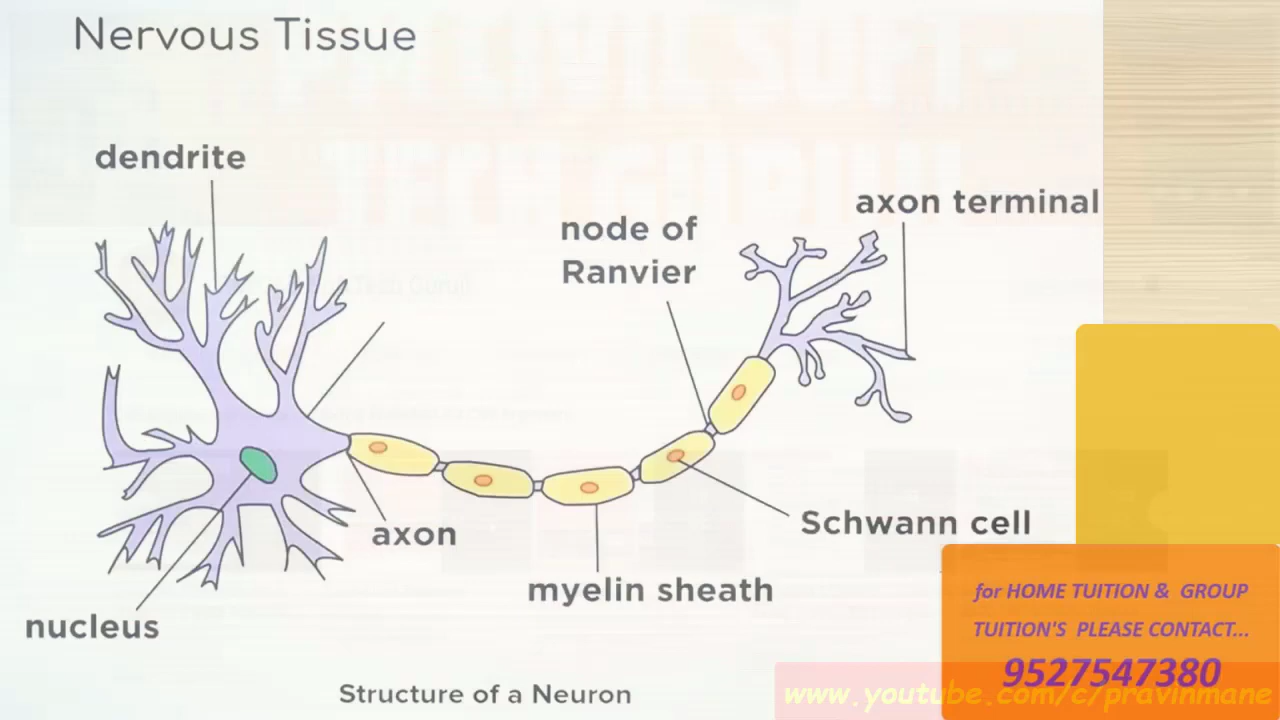 Nervous Tissue
dendrite
axon terminal
node of
Ranvier
Schwann cell
axon
myelin sheath
nucleus
Structure of a Neuron
for HOME TUITION & GROUP
TUITION'S PLEASE CONTACT...
9527547380
www.youtube.com/c/pravinmane